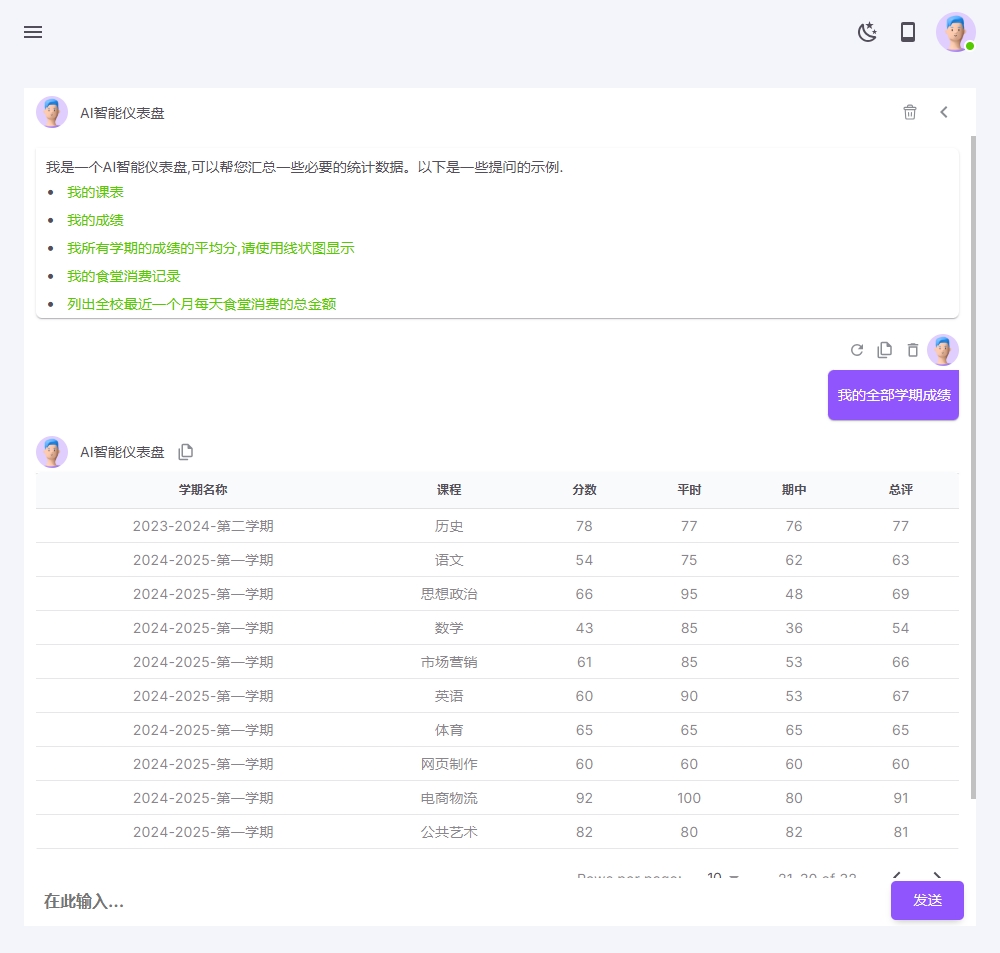 AI智能仪表盘
我是一个AI智能仪表盘,可以帮您汇总一些必要的统计数据。以下是一些提问的示例.
我的课表
我的成绩
我所有学期的成绩的平均分,请使用线状图显示
我的食堂消费记录
列出全校最近一个月每天食堂消费的总金额
我的全部学期成绩
AI智能仪表盘
学期名称 课程 分数 平时 期中 总评
2023-2024-第二学期 历史 78 77 76 77
2024-2025-第一学期 语文 54 75 62 63
2024-2025-第一学期 思想政治 66 95 48 69
2024-2025-第一学期 数学 43 85 36 54
2024-2025-第一学期 市场营销 61 85 53 66
2024-2025-第一学期 英语 60 90 53 67
2024-2025-第一学期 体育 65 65 65 65
2024-2025-第一学期 网页制作 60 60 60 60
2024-2025-第一学期 电商物流 92 100 80 91
2024-2025-第一学期 公共艺术 82 80 82 81
Rows per page: 10
在此输入...
发送